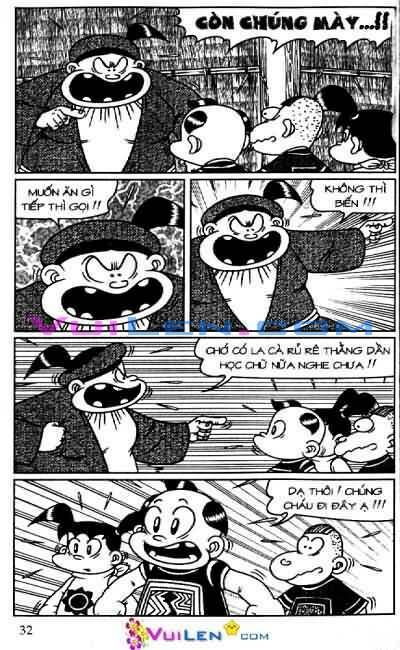 CÒN CHÚNG MÀY...!!
MUỐN ĂN GÌ
TIẾP THÌ GỌI !!
KHÔNG THÌ
BIẾN !!!
VUILEN.COM
CHỚ CÓ LA CÀ RỦ RÊ THẰNG DẦN
HỌC CHỮ NỮA NGHE CHƯA !!
DẠ THÔI ! CHÚNG
CHÁU ĐI ĐÂY Ạ !!!
32
VUILEN.COM